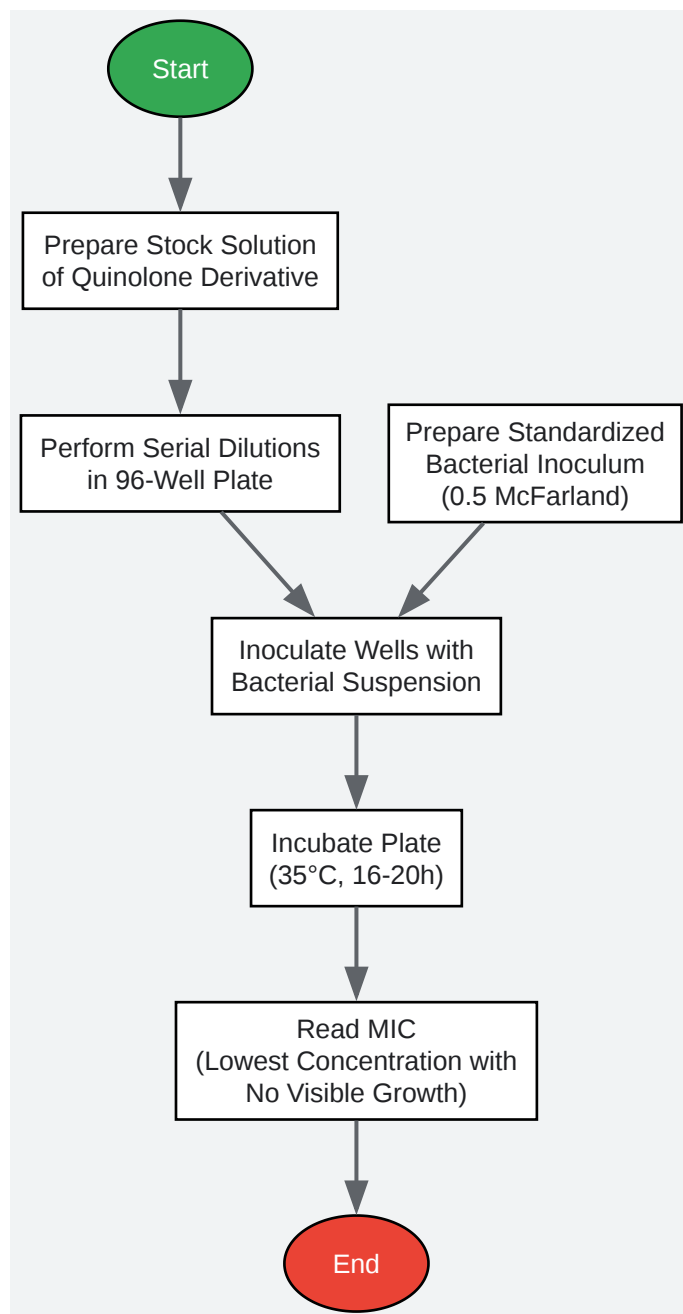 Start
Prepare Stock Solution
of Quinolone Derivative
Perform Serial Dilutions
in 96-Well Plate
Prepare Standardized
Bacterial Inoculum
(0.5 McFarland)
Inoculate Wells with
Bacterial Suspension
Incubate Plate
(35°C, 16-20h)
Read MIC
(Lowest Concentration with
No Visible Growth)
End